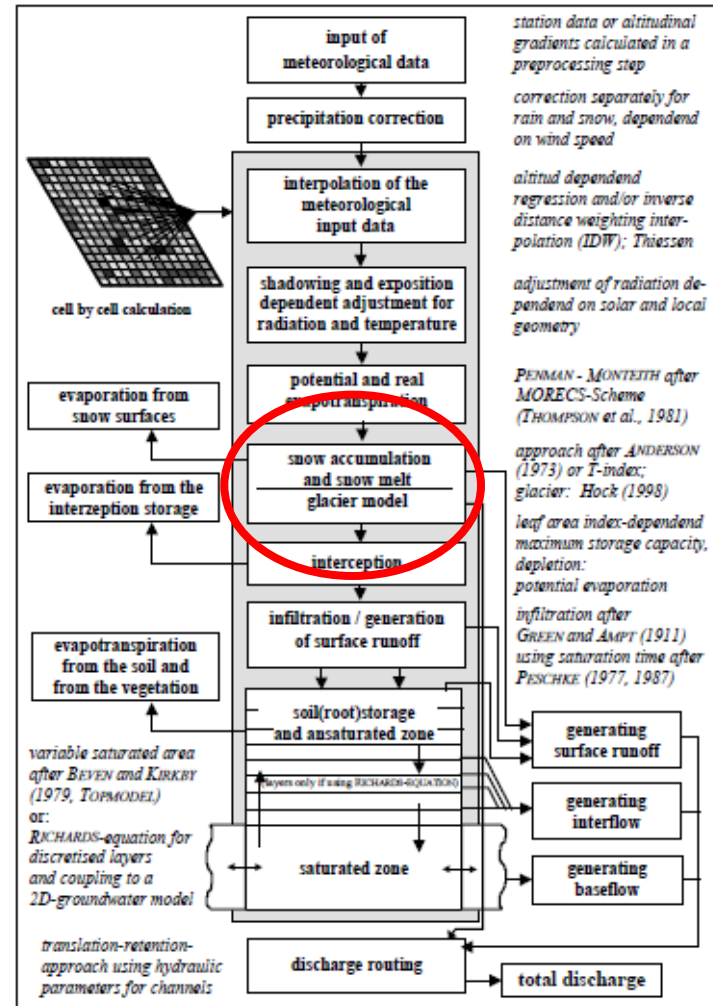 input of
meteorological data
station data or altitudinal
gradients calculated in a
preprocessing step
precipitation correction
correction separately for
rain and snow, dependend
on wind speed
cell by cell calculation
interpolation of the
meteorological
input data
altitud dependend
regression and/or inverse
distance weighting inter-
polation (IDW); Thiessen
shadowing and exposition
dependent adjustment for
radiation and temperature
adjustment of radiation de-
pendend on solar and local
geometry
potential and real
evapotranspiration
PENMAN - MONTEITH after
MORECS-Scheme
(THOMPSON et al., 1981)
evaporation from
snow surfaces
snow accumulation
and snow melt
glacier model
approach after ANDERSON
(1973) or T-index;
glacier: Hock (1998)
evaporation from the
interzeption storage
interception
leaf area index-dependend
maximum storage capacity,
depletion:
potential evaporation
infiltration / generation
of surface runoff
infiltration after
GREEN and AMPT (1911)
using saturation time after
PESCHKE (1977, 1987)
evapotranspiration
from the soil and
from the vegetation
soil(root)storage
and ansaturated zone
(layers only if using RICHARDS-EQUATION)
generating
surface runoff
generating
interflow
variable saturated area
after BEVEN and KIRKBY
(1979, TOPMODEL)
or:
RICHARDS-equation for
discretised layers
and coupling to a
2D-groundwater model
saturated zone
generating
baseflow
translation-retention-
approach using hydraulic
parameters for channels
discharge routing
total discharge